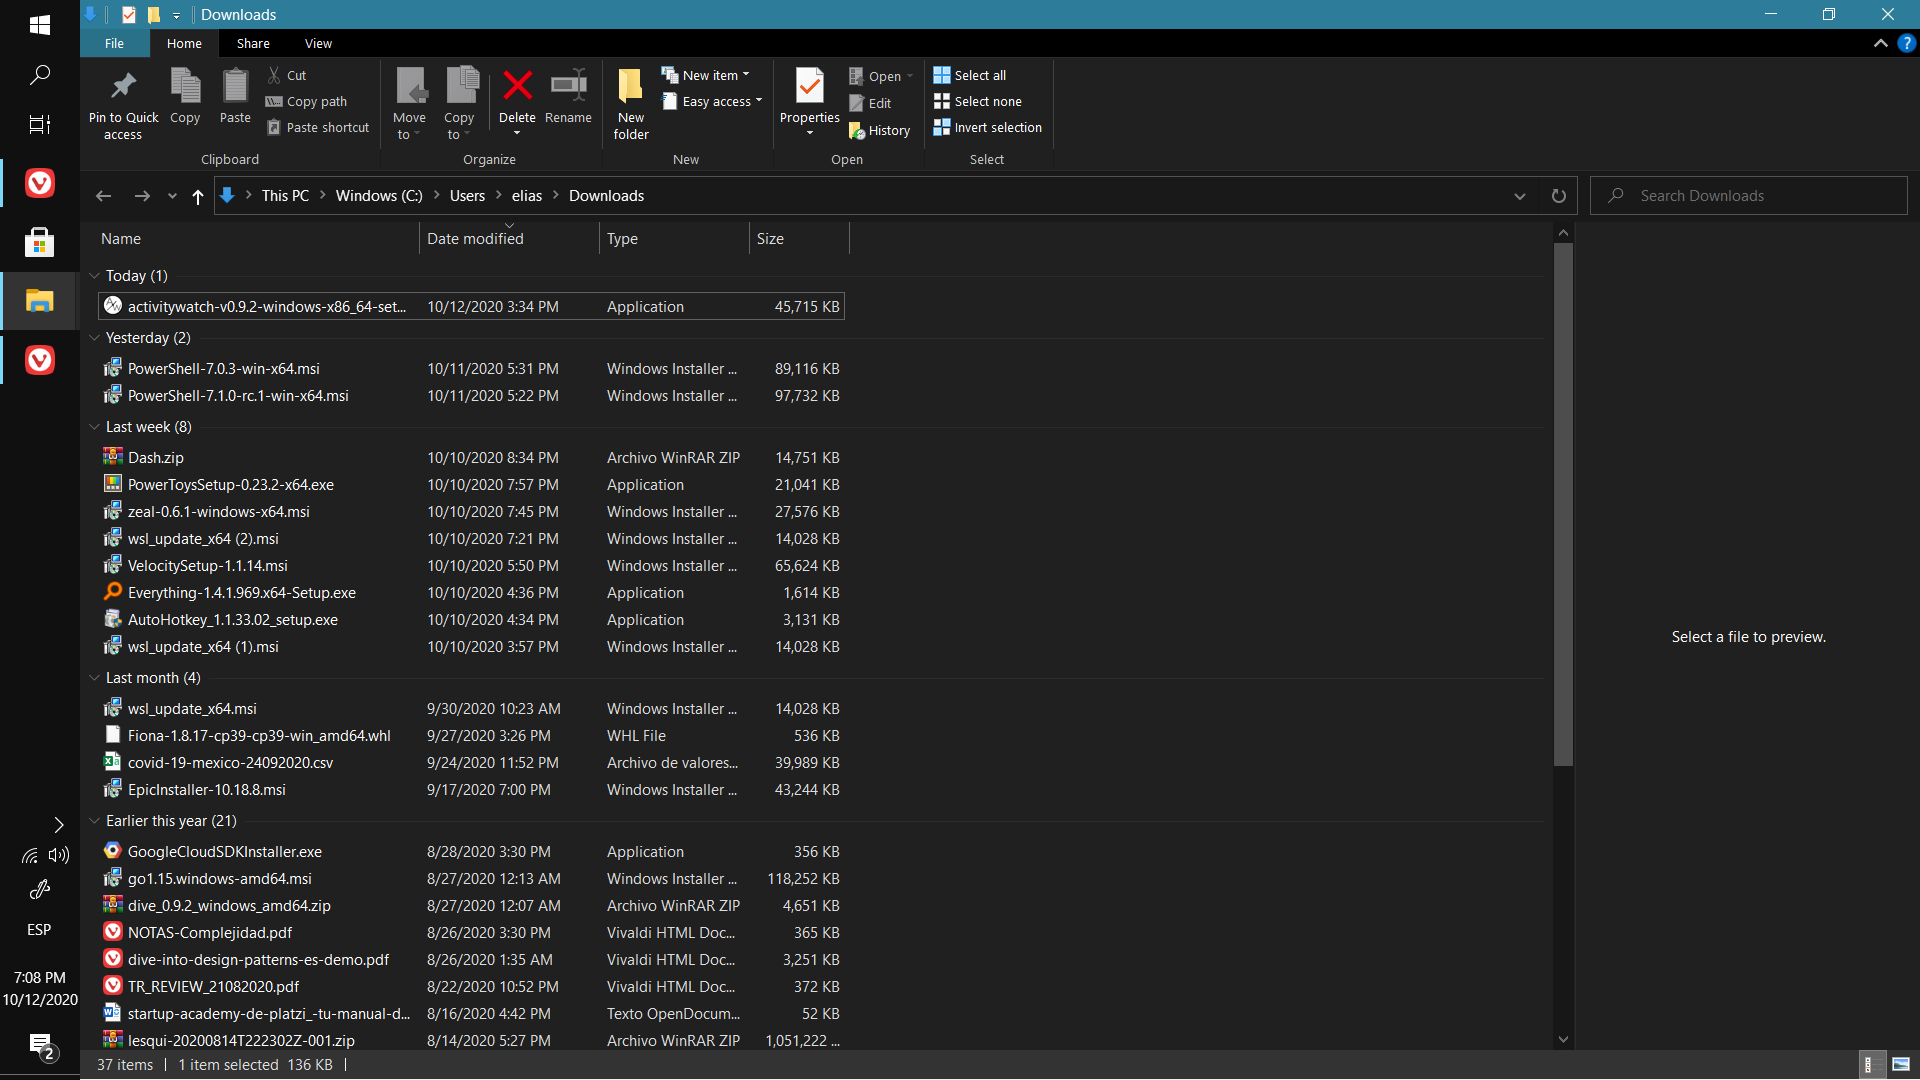 Downloads
File
Home
Share
View
Pin to Quick access
Copy
Paste
Cut
Copy path
Paste shortcut
Clipboard
Move to
Copy to
Delete
Rename
Organize
New folder
New item
Easy access
New
Properties
Open
Edit
History
Open
Select all
Select none
Invert selection
Select
This PC
Windows (C:)
Users
elias
Downloads
Search Downloads
Name
Date modified
Type
Size
Today (1)
activitywatch-v0.9.2-windows-x86_64-set... 10/12/2020 3:34 PM Application 45,715 KB
Yesterday (2)
PowerShell-7.0.3-win-x64.msi 10/11/2020 5:31 PM Windows Installer ... 89,116 KB
PowerShell-7.1.0-rc.1-win-x64.msi 10/11/2020 5:22 PM Windows Installer ... 97,732 KB
Last week (8)
Dash.zip 10/10/2020 8:34 PM Archivo WinRAR ZIP 14,751 KB
PowerToysSetup-0.23.2-x64.exe 10/10/2020 7:57 PM Application 21,041 KB
zeal-0.6.1-windows-x64.msi 10/10/2020 7:45 PM Windows Installer ... 27,576 KB
wsl_update_x64 (2).msi 10/10/2020 7:21 PM Windows Installer ... 14,028 KB
VelocitySetup-1.1.14.msi 10/10/2020 5:50 PM Windows Installer ... 65,624 KB
Everything-1.4.1.969.x64-Setup.exe 10/10/2020 4:36 PM Application 1,614 KB
AutoHotkey_1.1.33.02_setup.exe 10/10/2020 4:34 PM Application 3,131 KB
wsl_update_x64 (1).msi 10/10/2020 3:57 PM Windows Installer ... 14,028 KB
Last month (4)
wsl_update_x64.msi 9/30/2020 10:23 AM Windows Installer ... 14,028 KB
Fiona-1.8.17-cp39-cp39-win_amd64.whl 9/27/2020 3:26 PM WHL File 536 KB
covid-19-mexico-24092020.csv 9/24/2020 11:52 PM Archivo de valores... 39,989 KB
EpicInstaller-10.18.8.msi 9/17/2020 7:00 PM Windows Installer ... 43,244 KB
Earlier this year (21)
GoogleCloudSDKInstaller.exe 8/28/2020 3:30 PM Application 356 KB
go1.15.windows-amd64.msi 8/27/2020 12:13 AM Windows Installer ... 118,252 KB
dive_0.9.2_windows_amd64.zip 8/27/2020 12:07 AM Archivo WinRAR ZIP 4,651 KB
NOTAS-Complejidad.pdf 8/26/2020 3:30 PM Vivaldi HTML Doc... 365 KB
dive-into-design-patterns-es-demo.pdf 8/26/2020 1:35 AM Vivaldi HTML Doc... 3,251 KB
TR_REVIEW_21082020.pdf 8/22/2020 10:52 PM Vivaldi HTML Doc... 372 KB
startup-academy-de-platzi_-tu-manual-d... 8/16/2020 4:42 PM Texto OpenDocum... 52 KB
lesqui-20200814T222302Z-001.zip 8/14/2020 5:27 PM Archivo WinRAR ZIP 1,051,222 ...
Select a file to preview.
37 items
1 item selected 136 KB
ESP
7:08 PM
10/12/2020
2